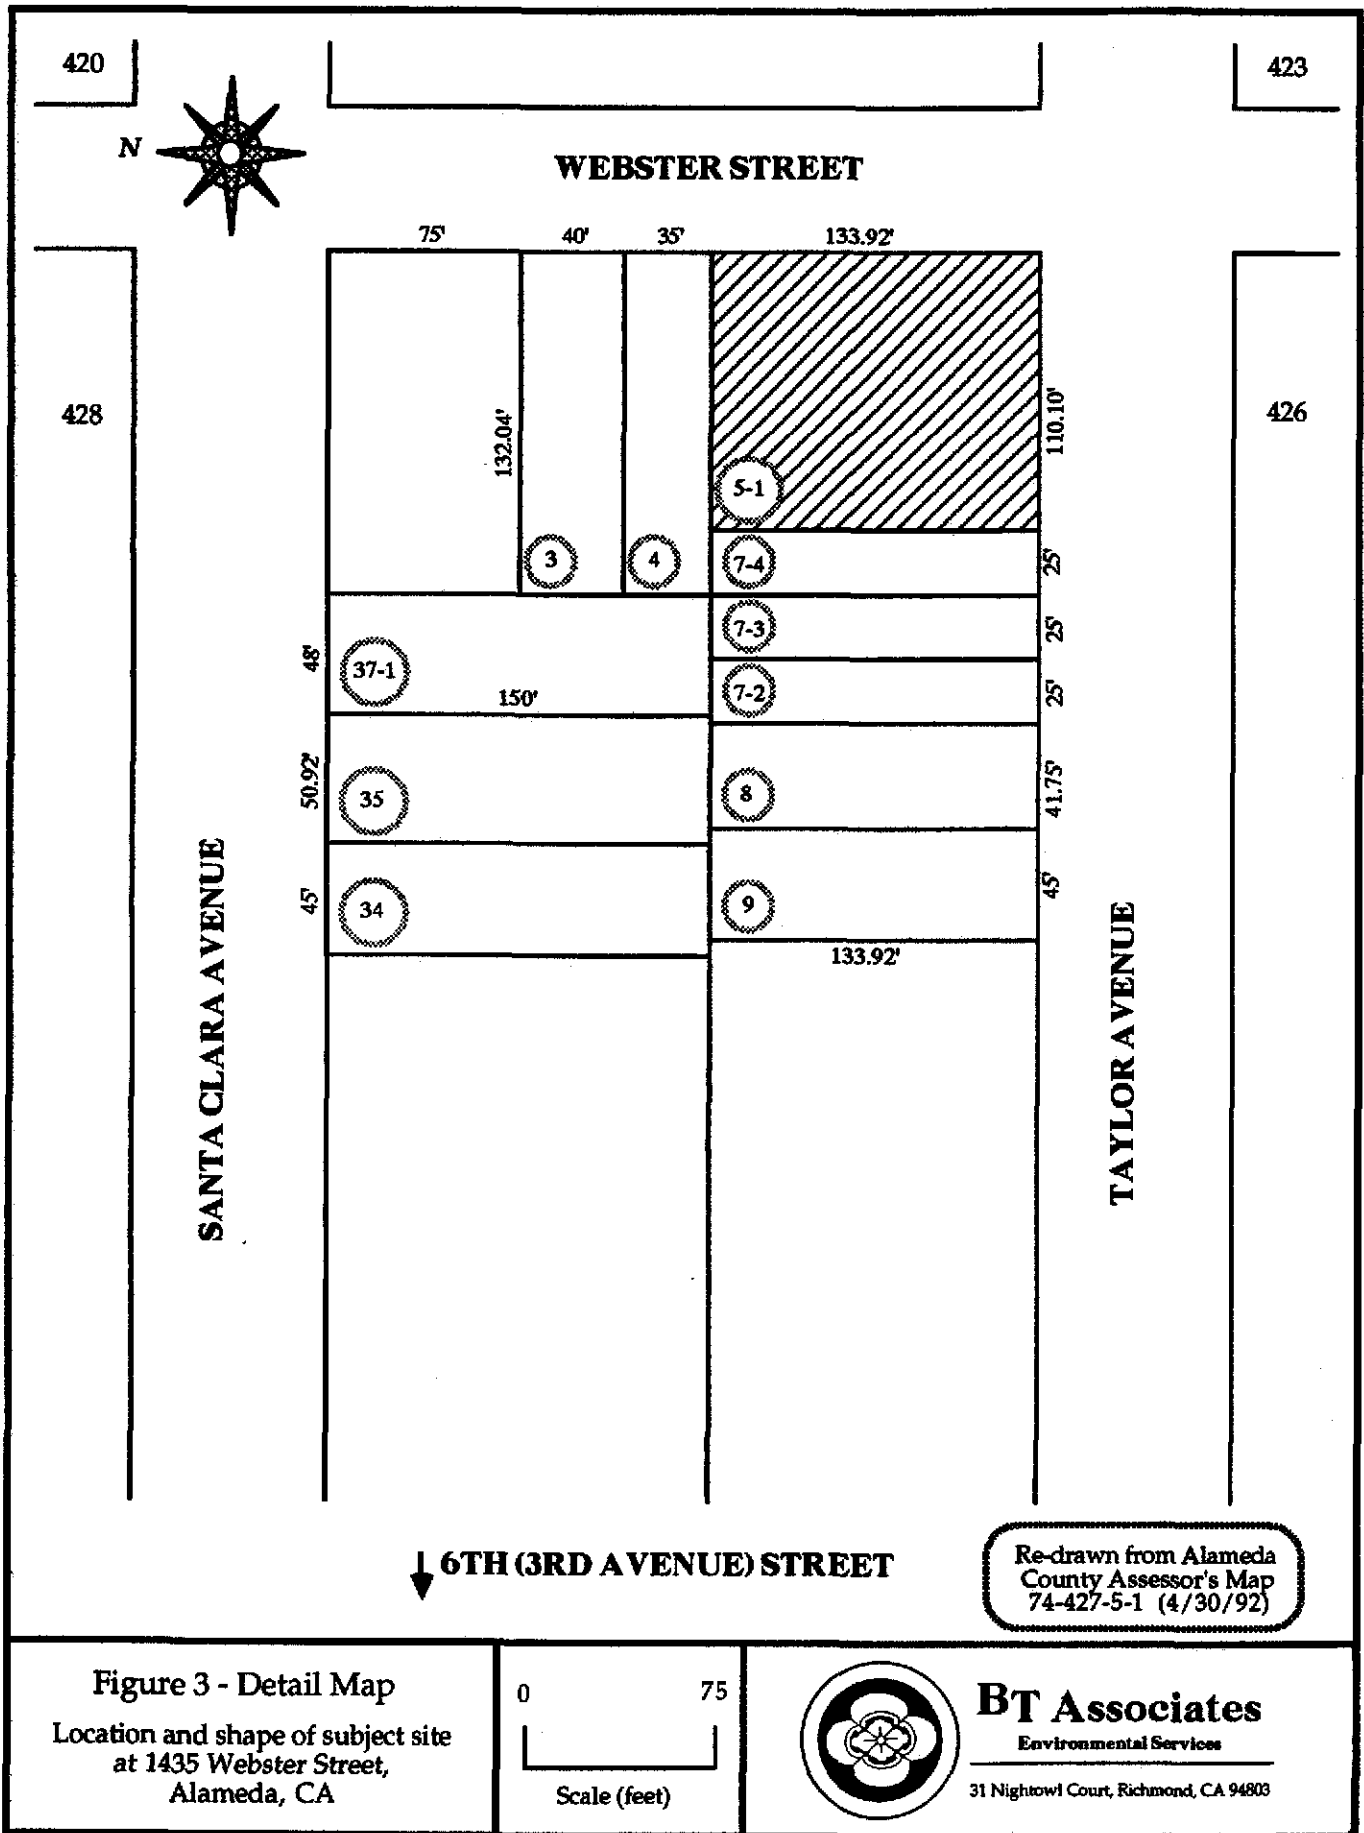 420
423
N
WEBSTER STREET
75'
40'
35'
133.92'
428
426
132.04'
110.10'
5-1
3
4
7-4
25'
7-3
25'
48'
37-1
150'
7-2
25'
50.92'
35
8
41.75'
45'
34
9
45'
133.92'
SANTA CLARA AVENUE
TAYLOR AVENUE
6TH (3RD AVENUE) STREET
Re-drawn from Alameda
County Assessor's Map
74-427-5-1 (4/30/92)
Figure 3 - Detail Map
Location and shape of subject site
at 1435 Webster Street,
Alameda, CA
0 75
Scale (feet)
BT Associates
Environmental Services
31 Nightowl Court, Richmond, CA 94803